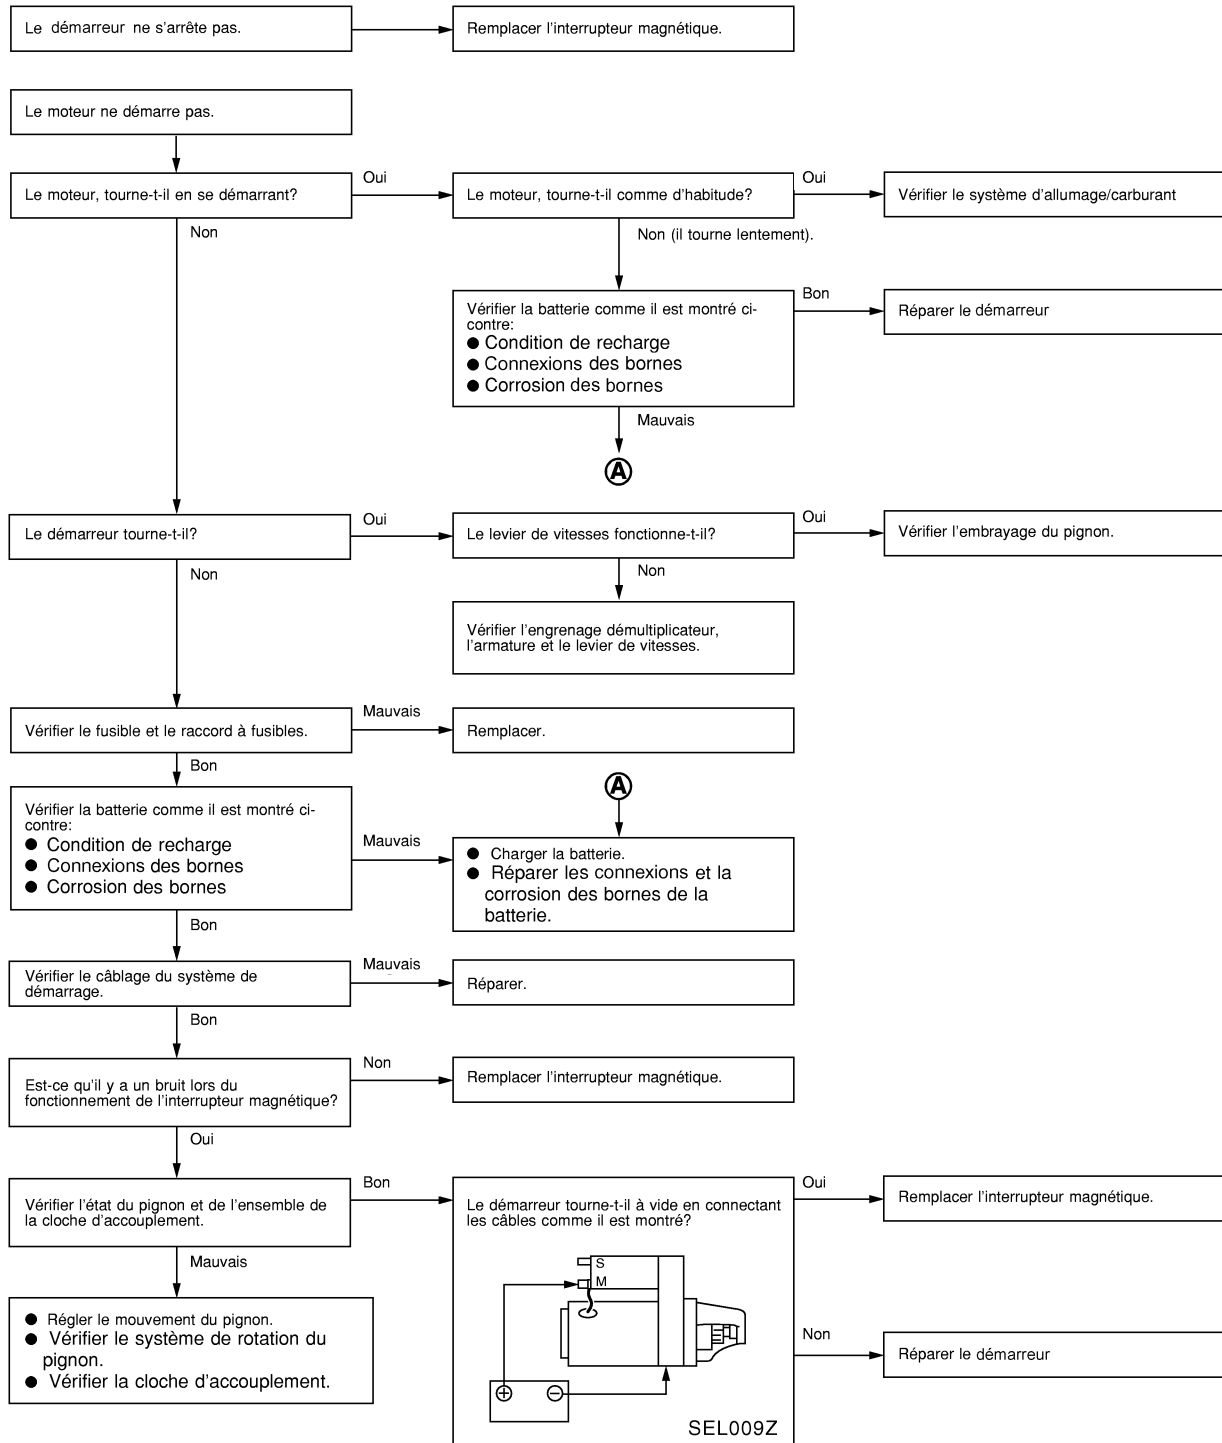 Le démarreur ne s'arrête pas.
Remplacer l'interrupteur magnétique.
Le moteur ne démarre pas.
Le moteur, tourne-t-il en se démarrant?
Oui
Le moteur, tourne-t-il comme d'habitude?
Oui
Vérifier le système d'allumage/carburant
Non
Non (il tourne lentement).
Vérifier la batterie comme il est montré ci-
contre:
● Condition de recharge
● Connexions des bornes
● Corrosion des bornes
Bon
Réparer le démarreur
Mauvais
A
Le démarreur tourne-t-il?
Oui
Le levier de vitesses fonctionne-t-il?
Oui
Vérifier l'embrayage du pignon.
Non
Non
Vérifier l'engrenage démultiplicateur,
l'armature et le levier de vitesses.
Vérifier le fusible et le raccord à fusibles.
Mauvais
Remplacer.
Bon
A
Vérifier la batterie comme il est montré ci-
contre:
● Condition de recharge
● Connexions des bornes
● Corrosion des bornes
Mauvais
● Charger la batterie.
● Réparer les connexions et la
corrosion des bornes de la
batterie.
Bon
Vérifier le câblage du système de
démarrage.
Mauvais
Réparer.
Bon
Est-ce qu'il y a un bruit lors du
fonctionnement de l'interrupteur magnétique?
Non
Remplacer l'interrupteur magnétique.
Oui
Vérifier l'état du pignon et de l'ensemble de
la cloche d'accouplement.
Bon
Le démarreur tourne-t-il à vide en connectant
les câbles comme il est montré?
S
M
+
−
SEL009Z
Oui
Remplacer l'interrupteur magnétique.
Non
Réparer le démarreur
Mauvais
● Régler le mouvement du pignon.
● Vérifier le système de rotation du
pignon.
● Vérifier la cloche d'accouplement.